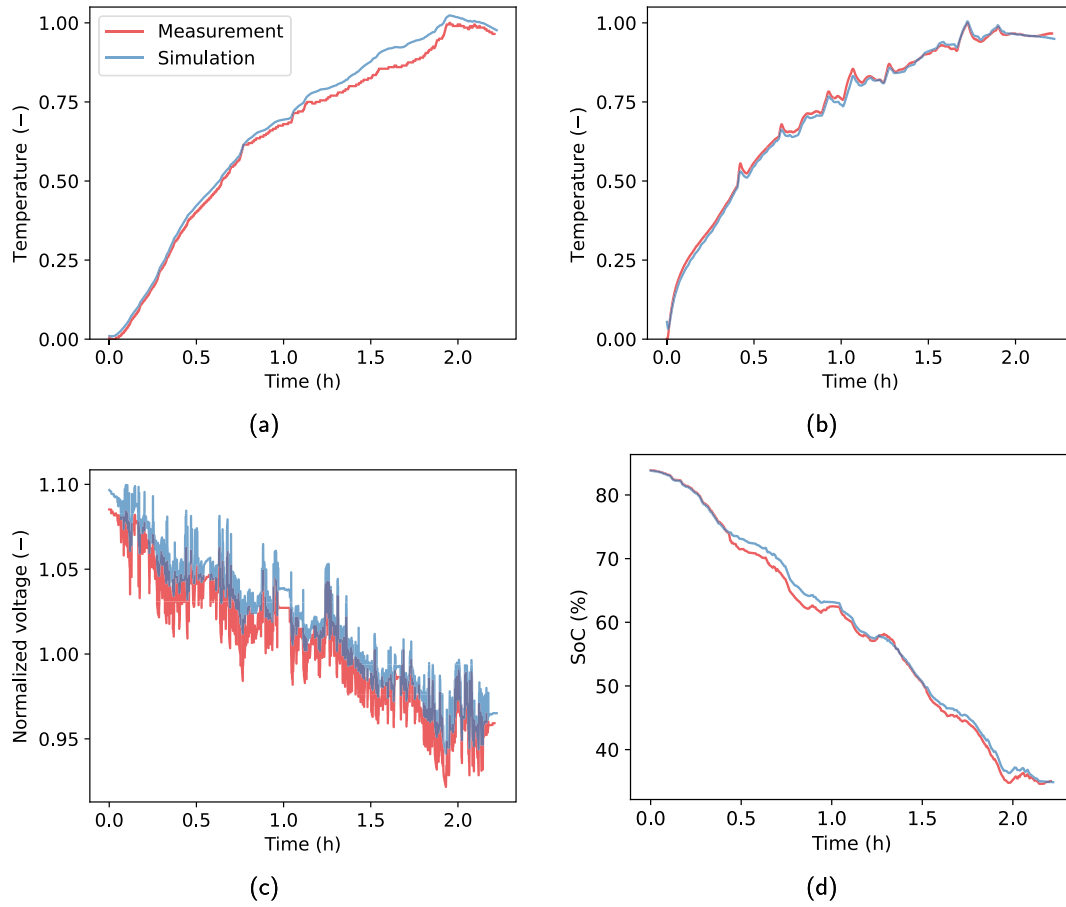 1.00
0.75
0.50
0.25
0.00
Temperature (−)
Measurement
Simulation
0.0 0.5 1.0 1.5 2.0
Time (h)
(a)
1.00
0.75
0.50
0.25
0.00
Temperature (−)
0.0 0.5 1.0 1.5 2.0
Time (h)
(b)
1.10
1.05
1.00
0.95
Normalized voltage (−)
0.0 0.5 1.0 1.5 2.0
Time (h)
(c)
80
70
60
50
40
SoC (%)
0.0 0.5 1.0 1.5 2.0
Time (h)
(d)